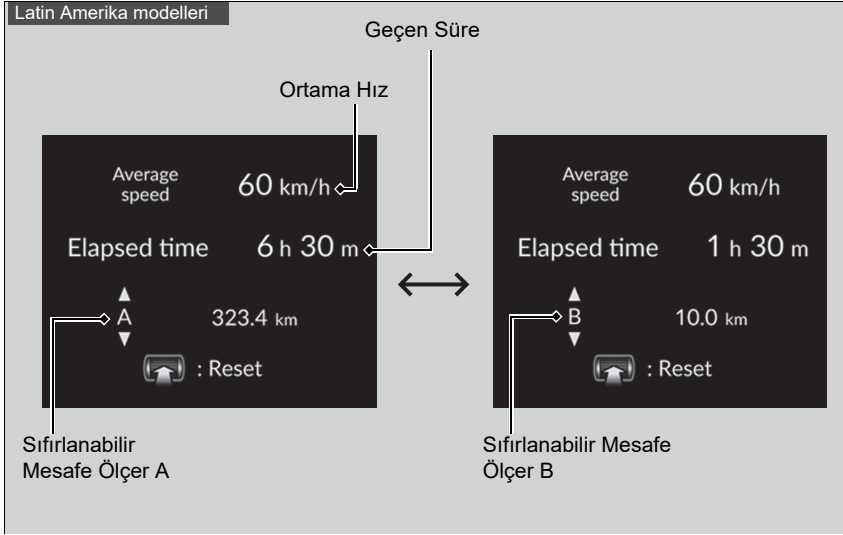 Latin Amerika modelleri
Geçen Süre
Ortama Hız
Average
speed
60 km/h
Elapsed time 6 h 30 m
A 323.4 km
: Reset
Average
speed
60 km/h
Elapsed time 1 h 30 m
B 10.0 km
: Reset
Sıfırlanabilir
Mesafe Ölçer A
Sıfırlanabilir Mesafe
Ölçer B